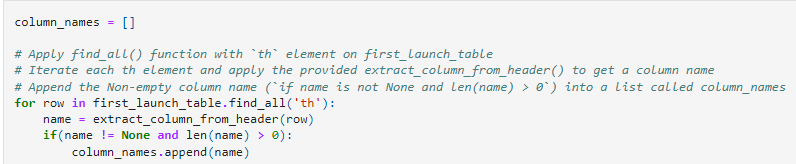 column_names = []
# Apply find_all() function with `th` element on first_launch_table
# Iterate each th element and apply the provided extract_column_from_header() to get a column name
# Append the Non-empty column name (`if name is not None and len(name) > 0`) into a list called column_names
for row in first_launch_table.find_all('th'):
    name = extract_column_from_header(row)
    if(name != None and len(name) > 0):
        column_names.append(name)